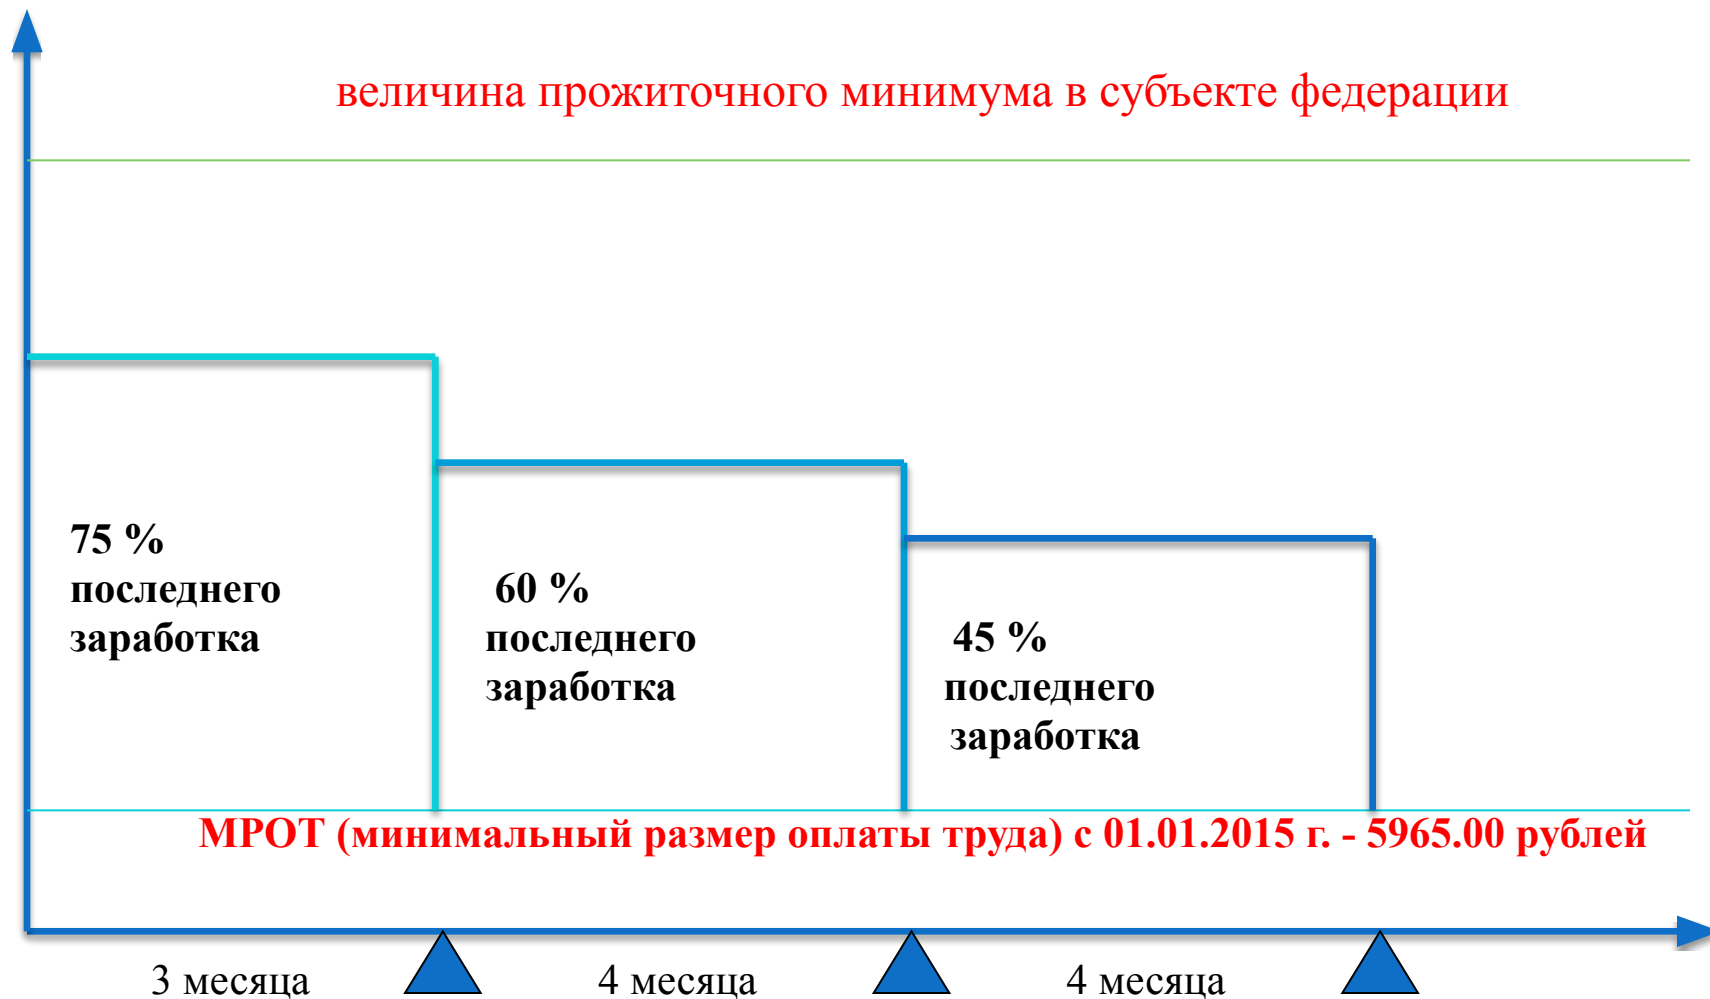 величина прожиточного минимума в субъекте федерации
75 %
последнего
заработка
60 %
последнего
заработка
45 %
последнего
заработка
МРОТ (минимальный размер оплаты труда) с 01.01.2015 г. - 5965.00 рублей
3 месяца
4 месяца
4 месяца